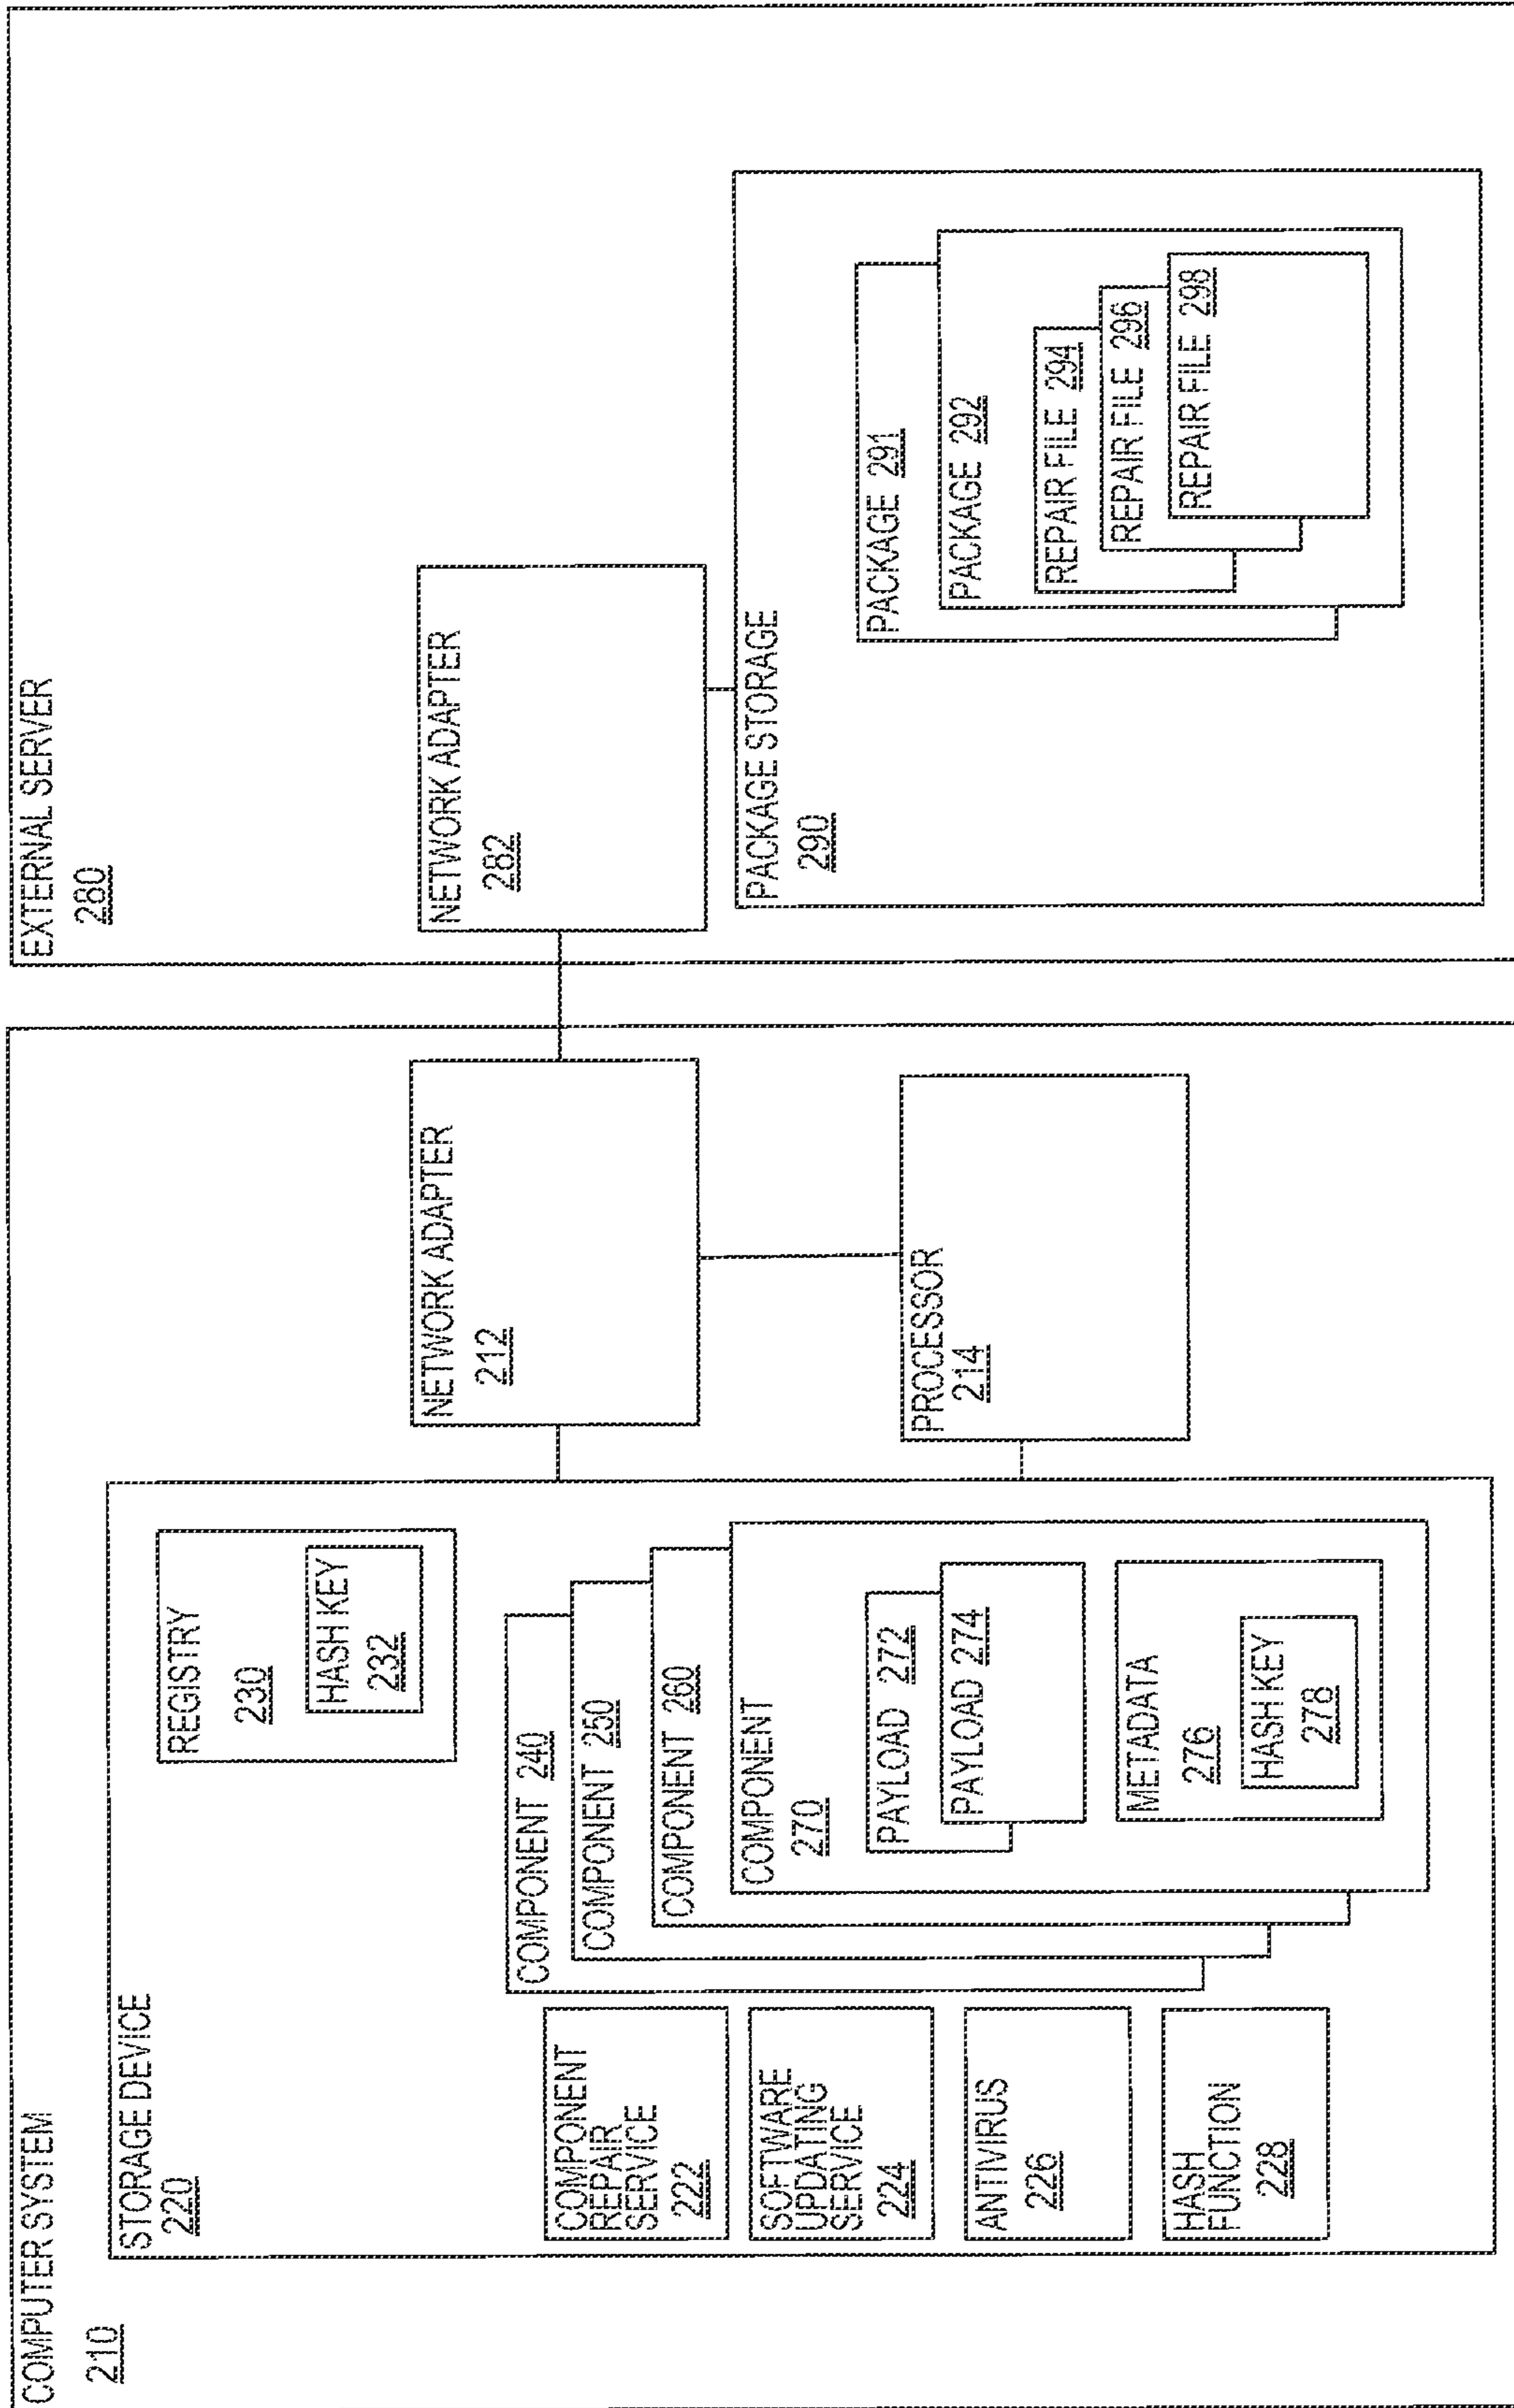 COMPUTER SYSTEM
210
STORAGE DEVICE
220
REGISTRY
230
HASH KEY
232
COMPONENT
REPAIR
SERVICE
222
SOFTWARE
UPDATING
SERVICE
224
ANTIVIRUS
226
HASH
FUNCTION
228
COMPONENT 240
COMPONENT 250
COMPONENT 260
COMPONENT
270
PAYLOAD 272
PAYLOAD 274
METADATA
276
HASH KEY
278
NETWORK ADAPTER
212
PROCESSOR
214
EXTERNAL SERVER
280
NETWORK ADAPTER
282
PACKAGE STORAGE
290
PACKAGE 291
PACKAGE 292
REPAIR FILE 294
REPAIR FILE 296
REPAIR FILE 298